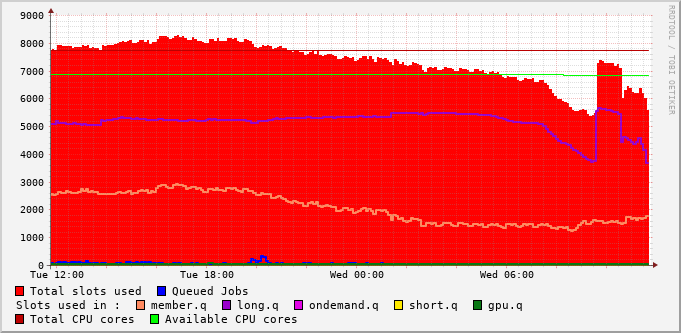 9000
8000
7000
6000
5000
4000
3000
2000
1000
0
Tue 12:00 Tue 18:00 Wed 00:00 Wed 06:00
Total slots used Queued Jobs
Slots used in : member.q long.q ondemand.q short.q gpu.q
Total CPU cores Available CPU cores
RRDTOOL / TOBI OETIKER